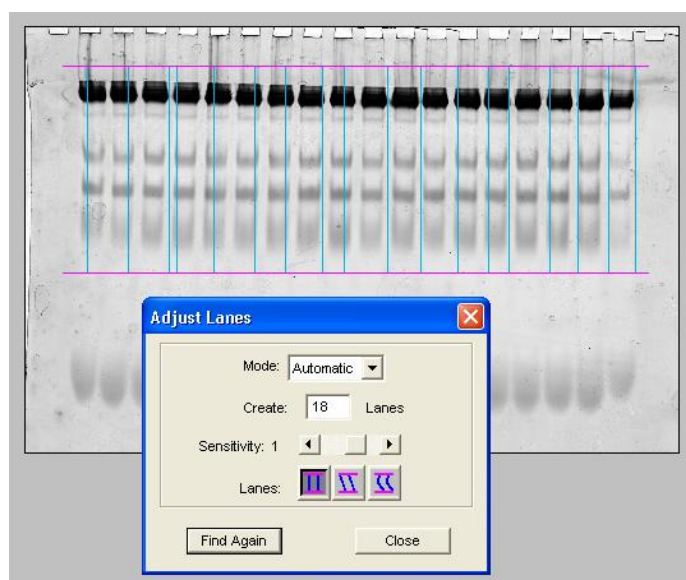 Adjust Lanes
Mode: Automatic
Create: 18 Lanes
Sensitivity: 1
Lanes:
Find Again Close